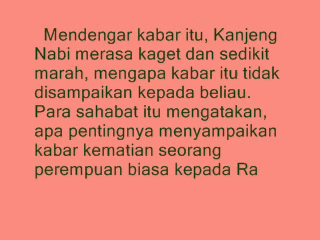 Mendengar kabar itu, Kanjeng
Nabi merasa kaget dan sedikit
marah, mengapa kabar itu tidak
disampaikan kepada beliau.
Para sahabat itu mengatakan,
apa pentingnya menyampaikan
kabar kematian seorang
perempuan biasa kepada Ra